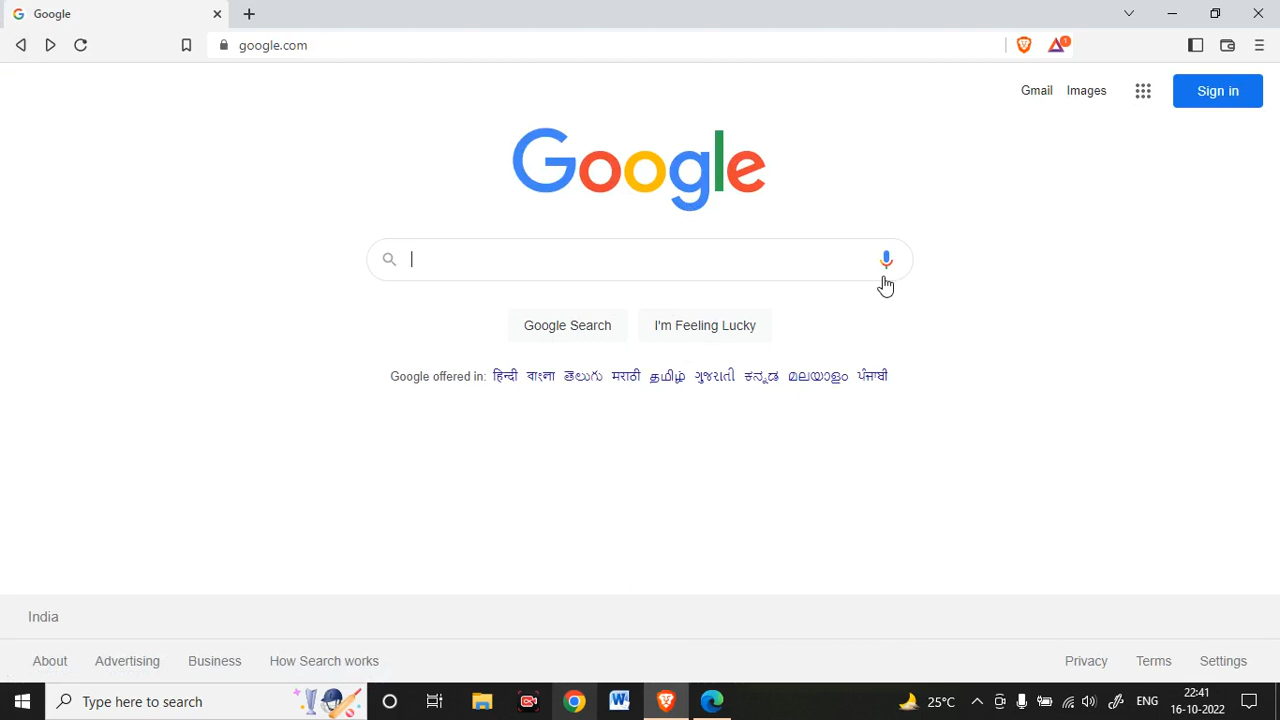 Google
google.com
1
Gmail Images Sign in
Google
Google Search I'm Feeling Lucky
Google offered in: हिन्दी বাংলা తెలుగు मराठी தமிழ் ગુજરાતી ಕನ್ನಡ മലയാളം ਪੰਜਾਬੀ
India
About Advertising Business How Search works Privacy Terms Settings
Type here to search 25°C ENG 22:41
16-10-2022